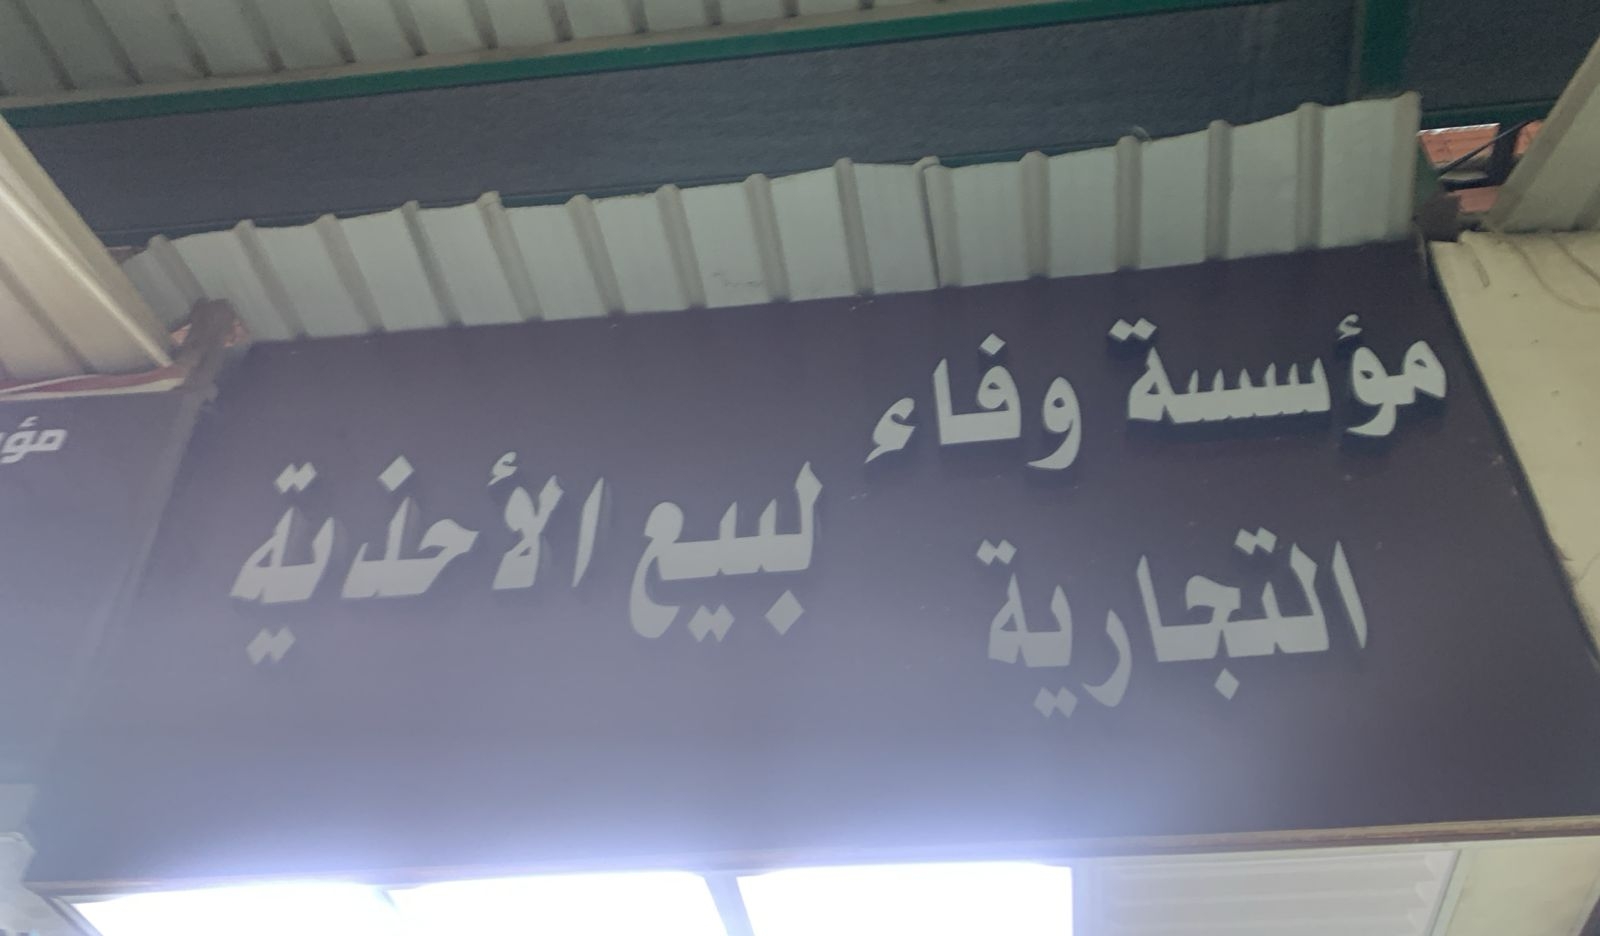 مؤسسة وفاء
التجارية
لبيع الأحذية